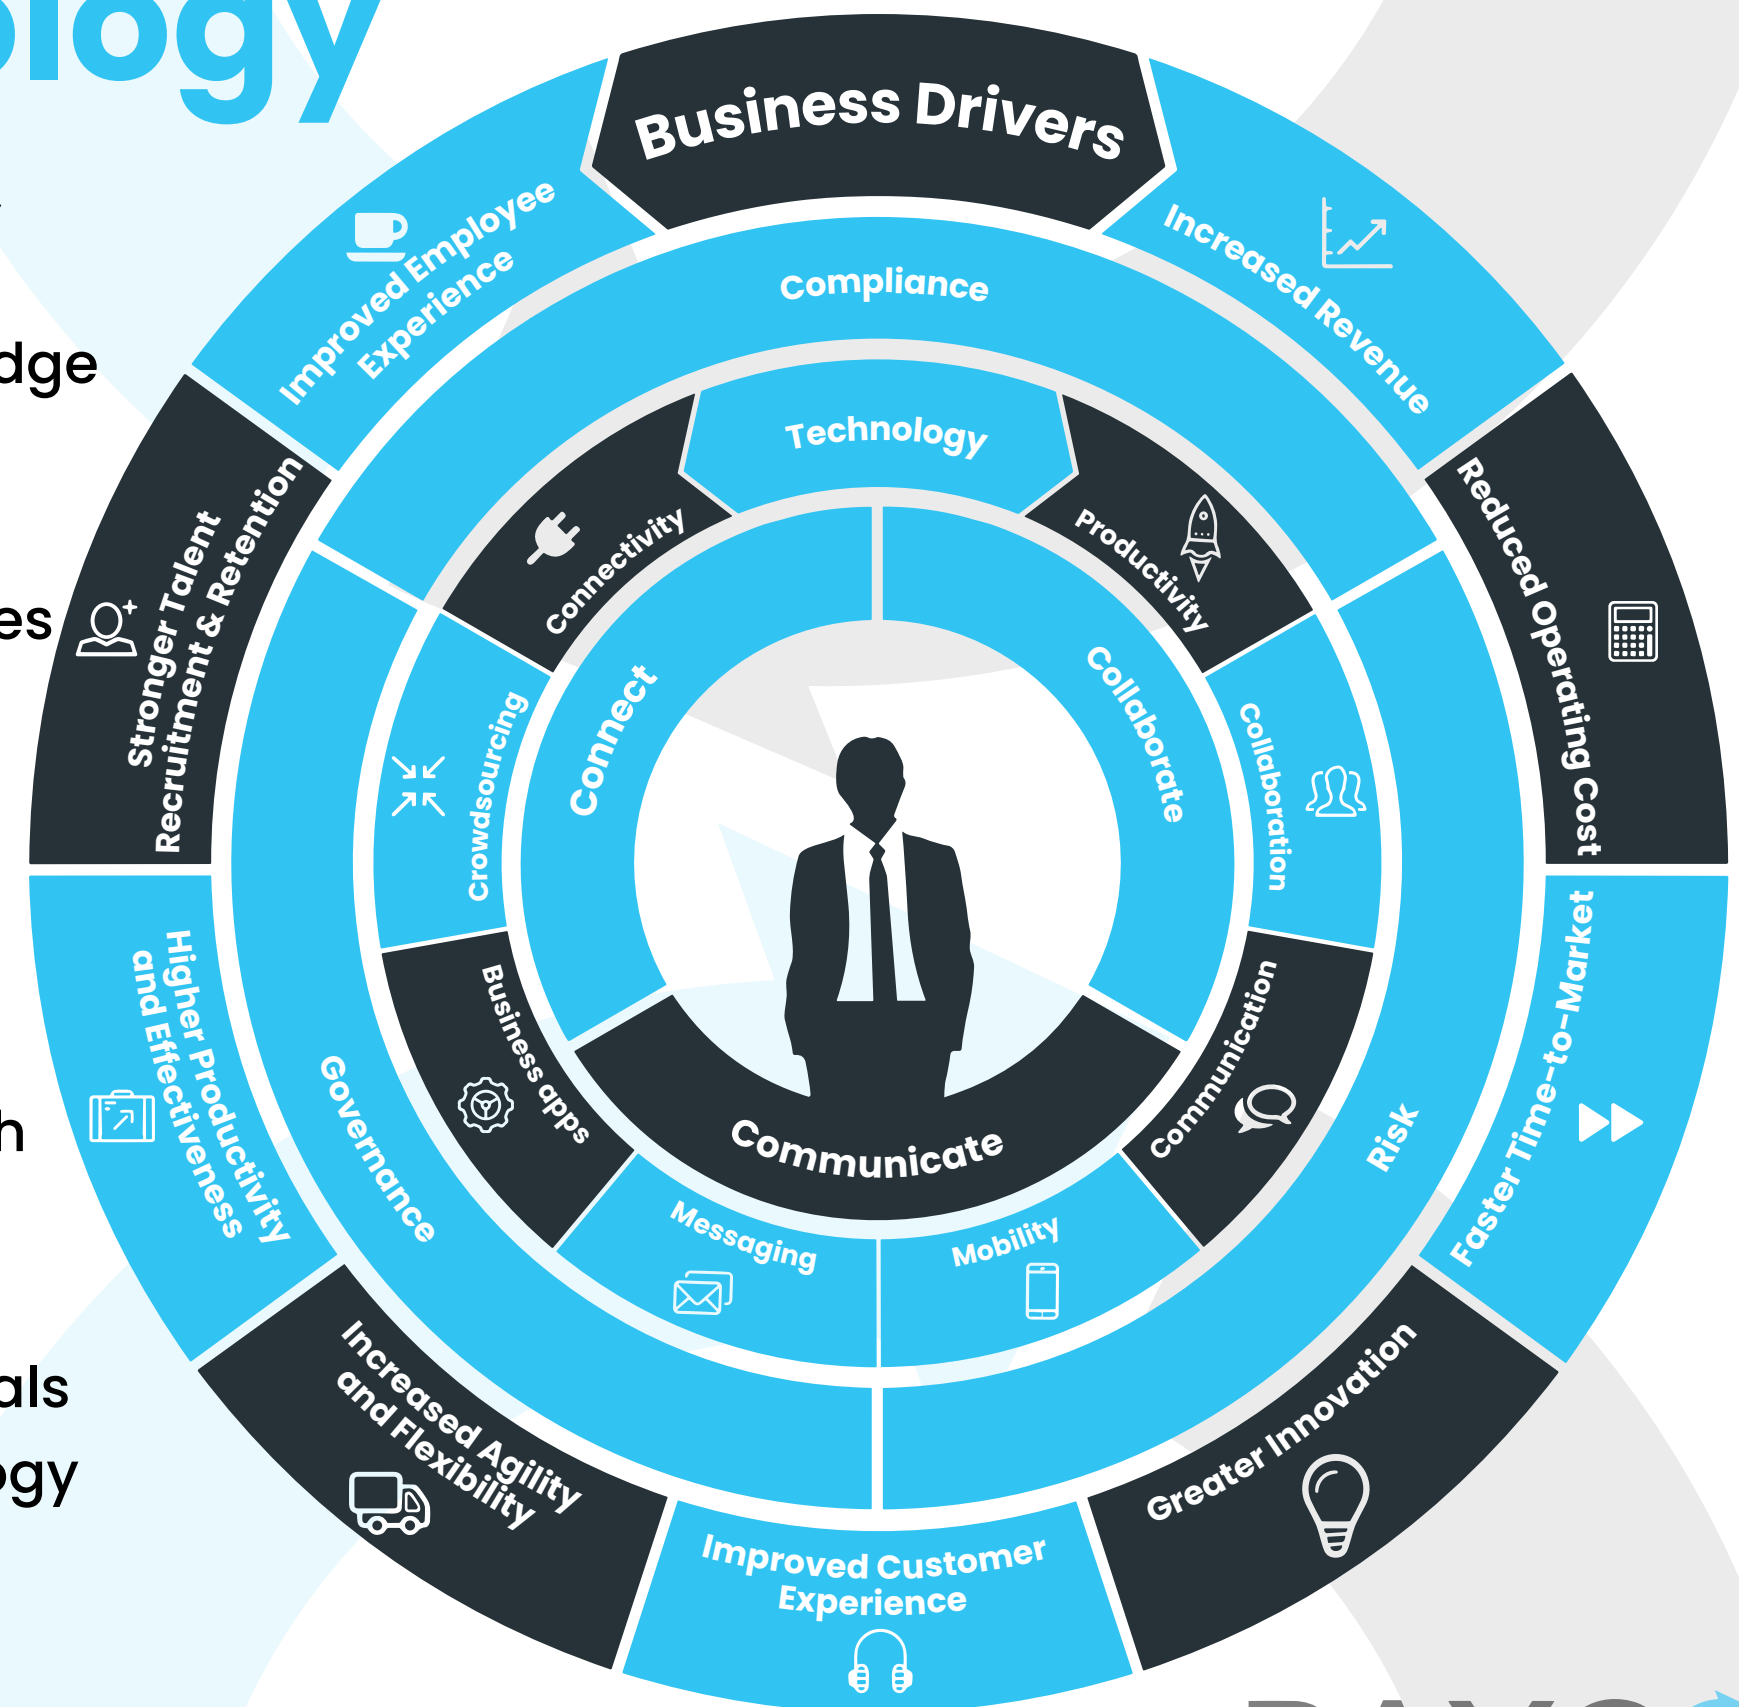 ology
dge
es
h
als
ogy
Business Drivers
Increased Revenue
Reduced Operating Cost
Faster Time-to-Market
Greater Innovation
Improved Customer
Experience
Increased Agility
and Flexibility
Higher Productivity
and Effectiveness
Stronger Talent
Recruitment & Retention
Improved Employee
Experience
Compliance
Risk
Governance
Technology
Productivity
Collaboration
Communication
Mobility
Messaging
Business apps
Crowdsourcing
Connectivity
Connect
Collaborate
Communicate